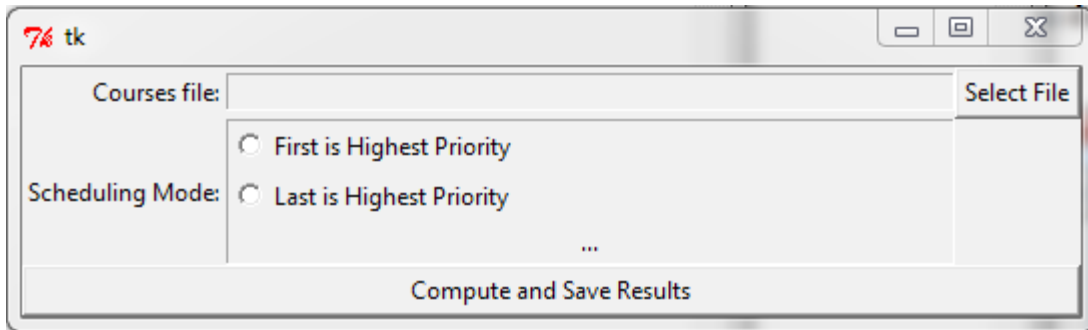 tk
Courses file: Select File
First is Highest Priority
Scheduling Mode: Last is Highest Priority
...
Compute and Save Results